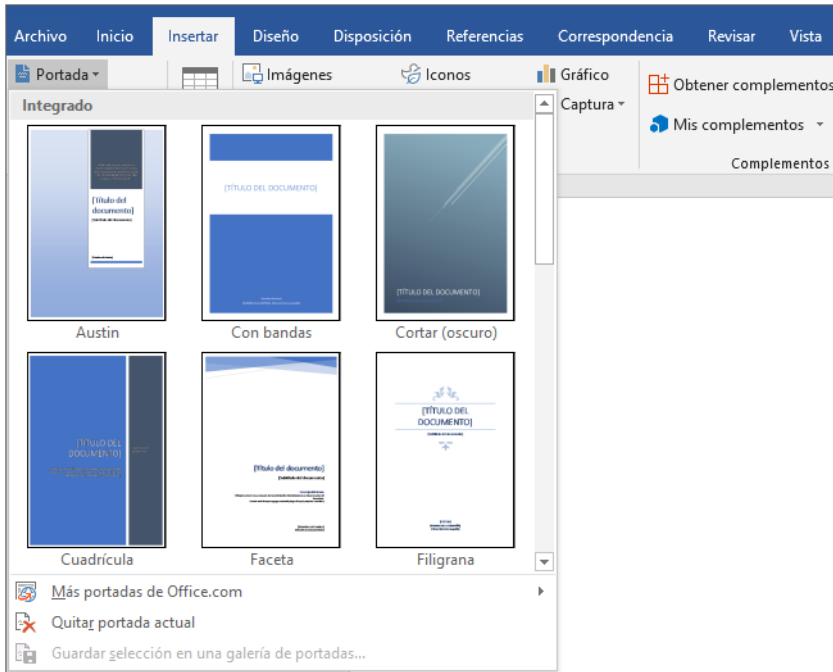 Archivo Inicio Insertar Diseño Disposición Referencias Correspondencia Revisar Vista
Portada Imágenes Iconos Gráfico
Obtener complementos
Captura
Mis complementos
Complementos
Integrado
[Título del
documento]
[TÍTULO DEL DOCUMENTO]
[TÍTULO DEL DOCUMENTO]
Austin Con bandas Cortar (oscuro)
[TÍTULO DEL
DOCUMENTO]
[Título del documento]
[TÍTULO DEL
DOCUMENTO]
Cuadrícula Faceta Filigrana
Más portadas de Office.com
Quitar portada actual
Guardar selección en una galería de portadas...